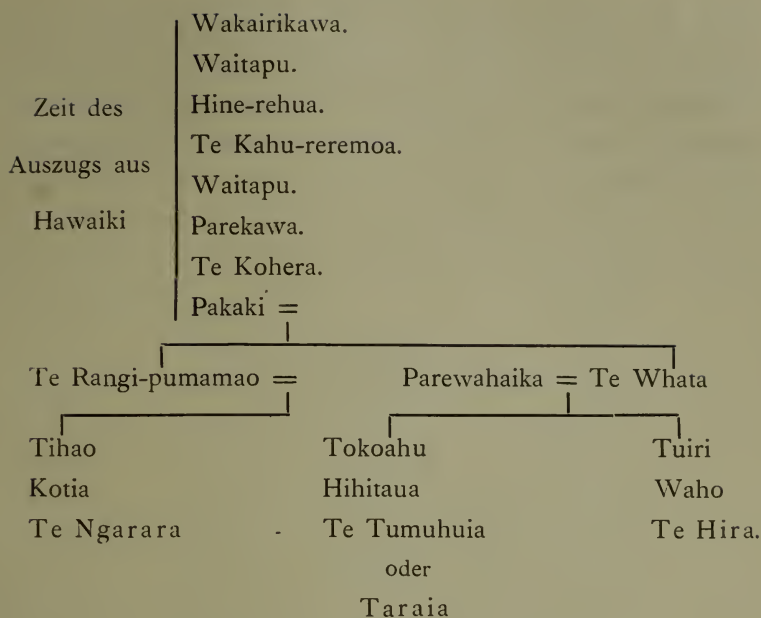 Wakairikawa.
Waitapu.
Zeit des Hine-rehua.
Te Kahu-reremoa.
Auszugs aus Waitapu.
Hawaiki Parekawa.
Te Kohera.
Pakaki =
Te Rangi-pumamao = Parewahaika = Te Whata
Tihao Tokoahu Tuiri
Kotia Hihitaua Waho
Te Ngarara - Te Tumuhuia Te Hira.
oder
Taraia